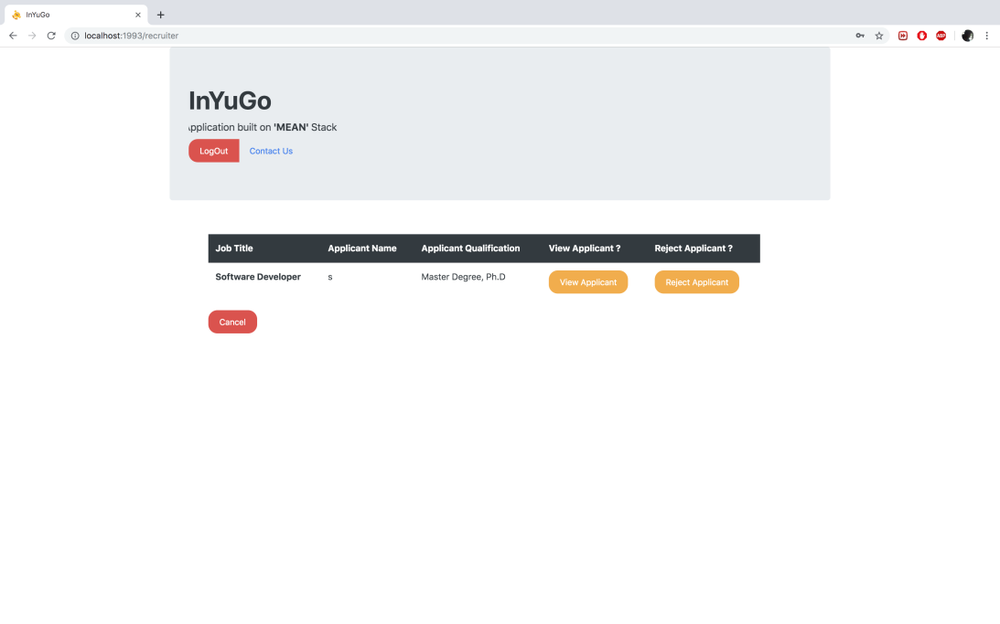 InYuGo
localhost:1993/recruiter
ABP
InYuGo
pplication built on 'MEAN' Stack
LogOut Contact Us
Job Title Applicant Name Applicant Qualification View Applicant ? Reject Applicant ?
Software Developer s Master Degree, Ph.D View Applicant Reject Applicant
Cancel